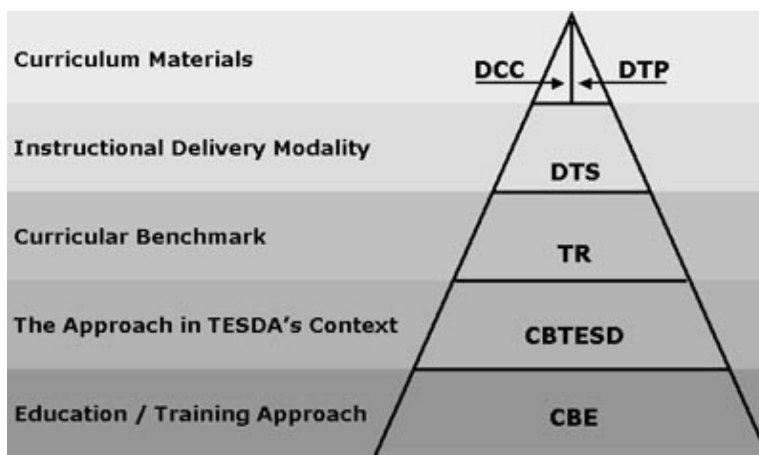 Curriculum Materials
DCC DTP
Instructional Delivery Modality
DTS
Curricular Benchmark
TR
The Approach in TESDA's Context
CBTESD
Education / Training Approach
CBE